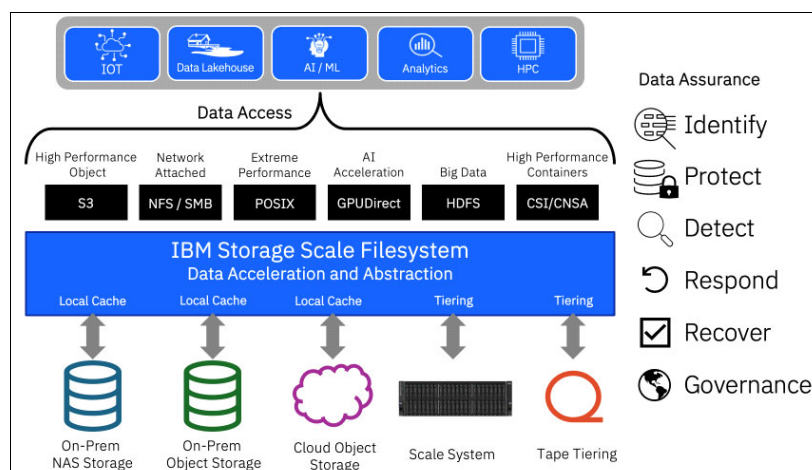 IOT
Data Lakehouse
AI / ML
Analytics
HPC
Data Access
High Performance
Object
Network
Attached
Extreme
Performance
AI
Acceleration
Big Data
High Performance
Containers
S3
NFS / SMB
POSIX
GPUDirect
HDFS
CSI/CNSA
IBM Storage Scale Filesystem
Data Acceleration and Abstraction
Local Cache
Local Cache
Local Cache
Tiering
Tiering
On-Prem
NAS Storage
On-Prem
Object Storage
Cloud Object
Storage
Scale System
Tape Tiering
Data Assurance
Identify
Protect
Detect
Respond
Recover
Governance